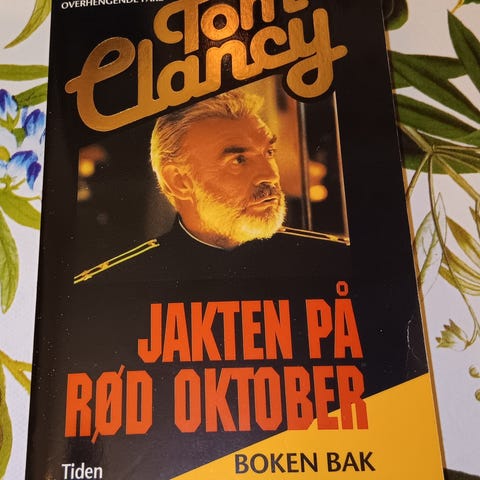 OVERHENGENDE
Tom
Clancy
JAKTEN PÅ
RØD OKTOBER
Tiden
BOKEN BAK